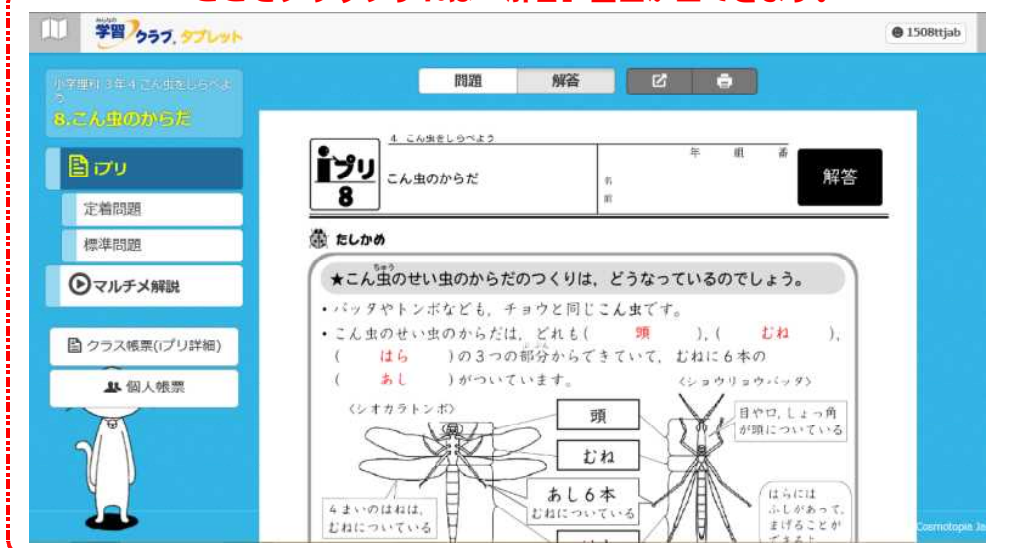 みんなの
学習クラブ.タブレット
1508ttjab
小学理科 3年 4 こん虫をしらべよ
う
8.こん虫のからだ
iプリ
定着問題
標準問題
マルチメ解説
クラス帳票(iプリ詳細)
個人帳票
問題
解答
iプリ
8
4 こん虫をしらべよう
こん虫のからだ
年 組 番
名
前
解答
たしかめ
ちゅう
★こん虫のせい虫のからだのつくりは、どうなっているのでしょう。
・バッタやトンボなども,チョウと同じこん虫です。
・こん虫のせい虫のからだは,どれも( 頭 ),( むね ),
ぶ ぶん
( はら )の3つの部分からできていて,むねに6本の
( あし )がついています。
〈シオカラトンボ〉
〈ショウリョウバッタ〉
頭
むね
あし6本
むねについている
目や口,しょっ角
が頭についている
4まいのはねは,
むねについている
はらには
ふしがあって,
まげることが
Cosmotopia Ja